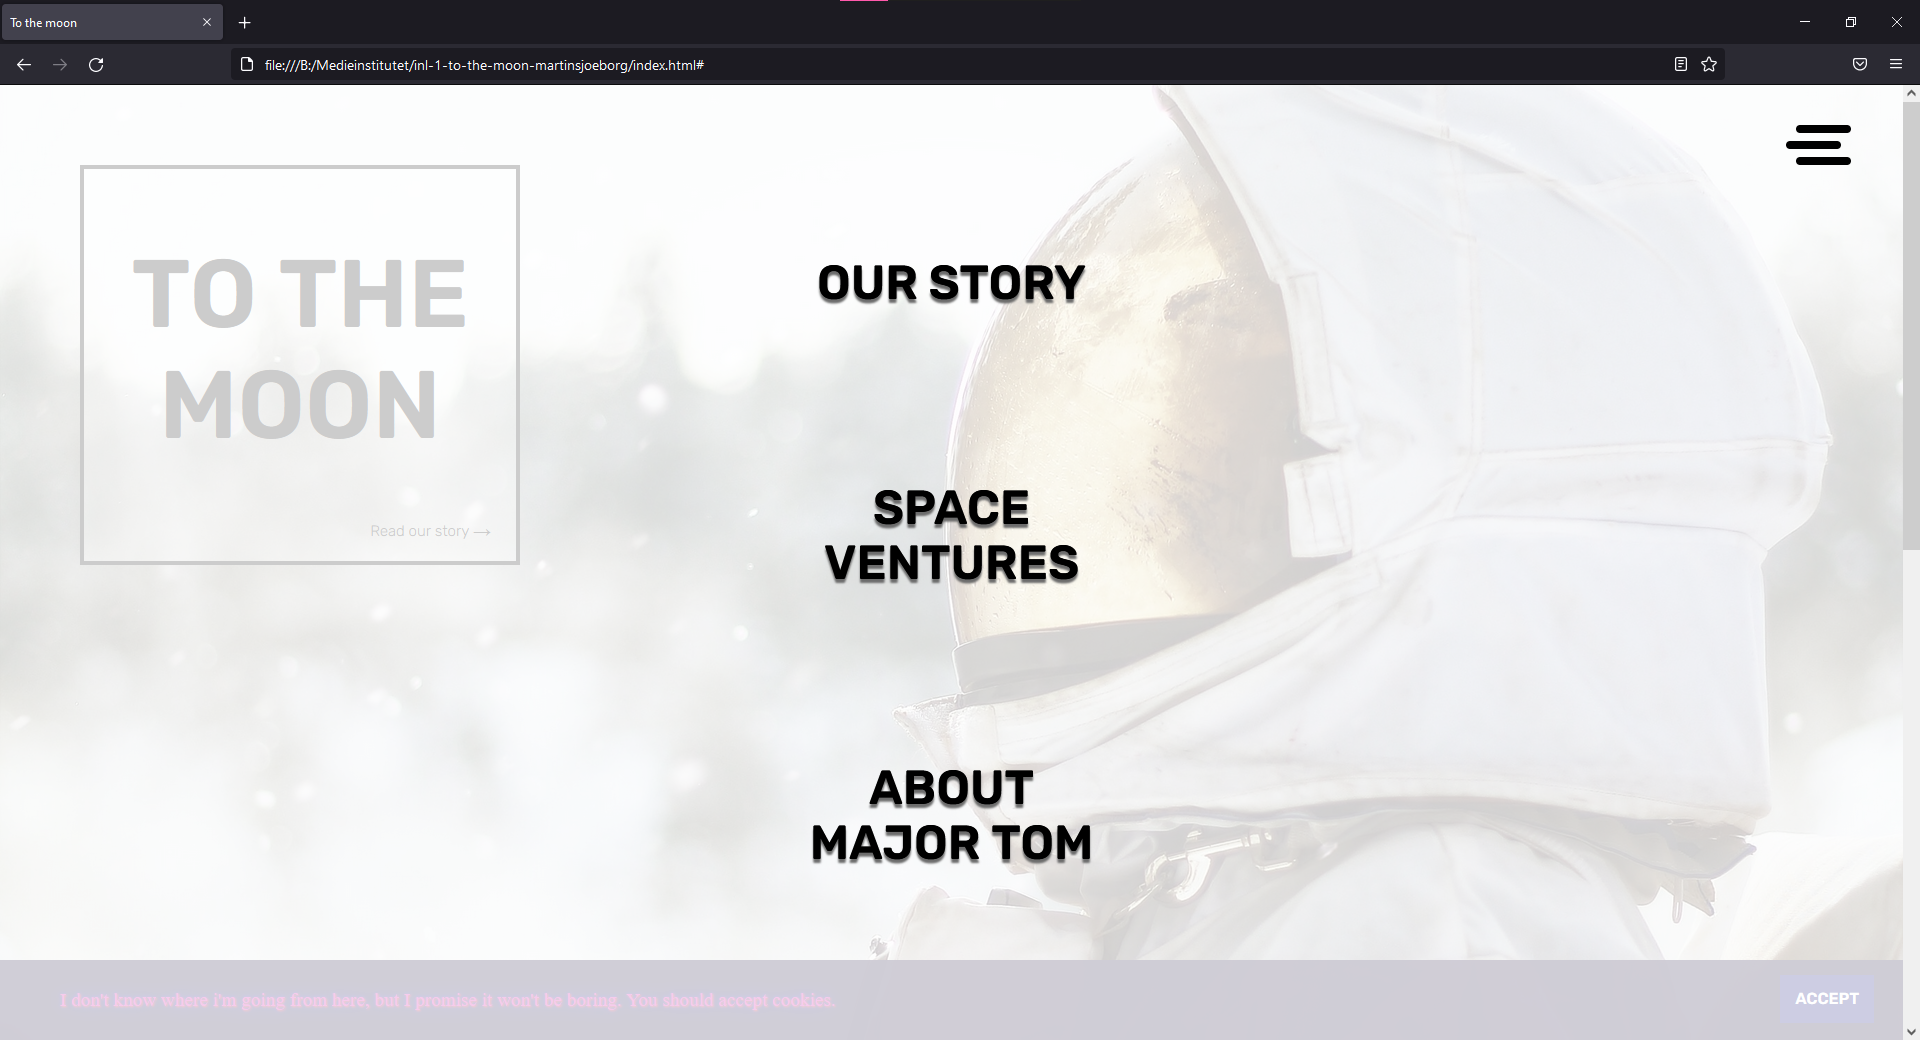 To the moon
file:///B:/Medieinstitutet/inl-1-to-the-moon-martinsjoeborg/index.html#
TO THE
MOON
Read our story →
OUR STORY
SPACE
VENTURES
ABOUT
MAJOR TOM
I don't know where i'm going from here, but I promise it won't be boring. You should accept cookies.
ACCEPT